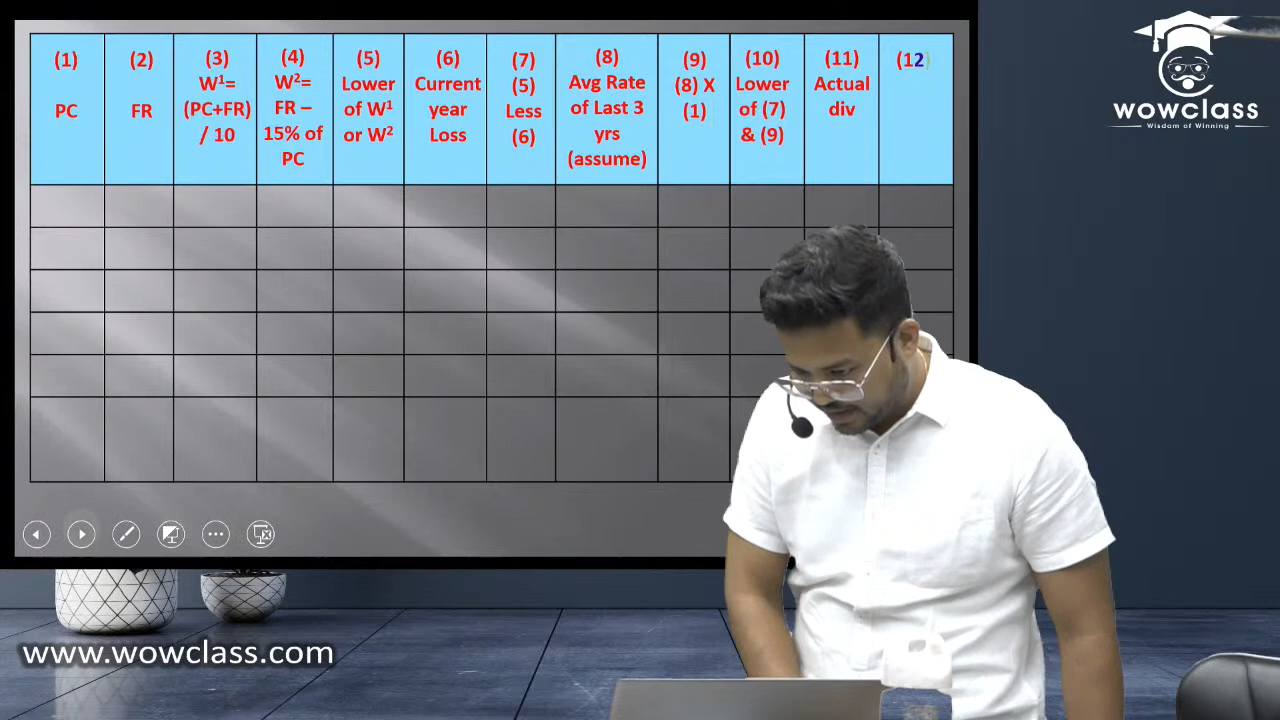 (1)
PC
(2)
FR
(3)
W¹=
(PC+FR)
/ 10
(4)
W²=
FR –
15% of
PC
(5)
Lower
of W¹
or W²
(6)
Current
year
Loss
(7)
(5)
Less
(6)
(8)
Avg Rate
of Last 3
yrs
(assume)
(9)
(8) X
(1)
(10)
Lower
of (7)
& (9)
(11)
Actual
div
(12)
wowclass
Wisdom of Winning
www.wowclass.com